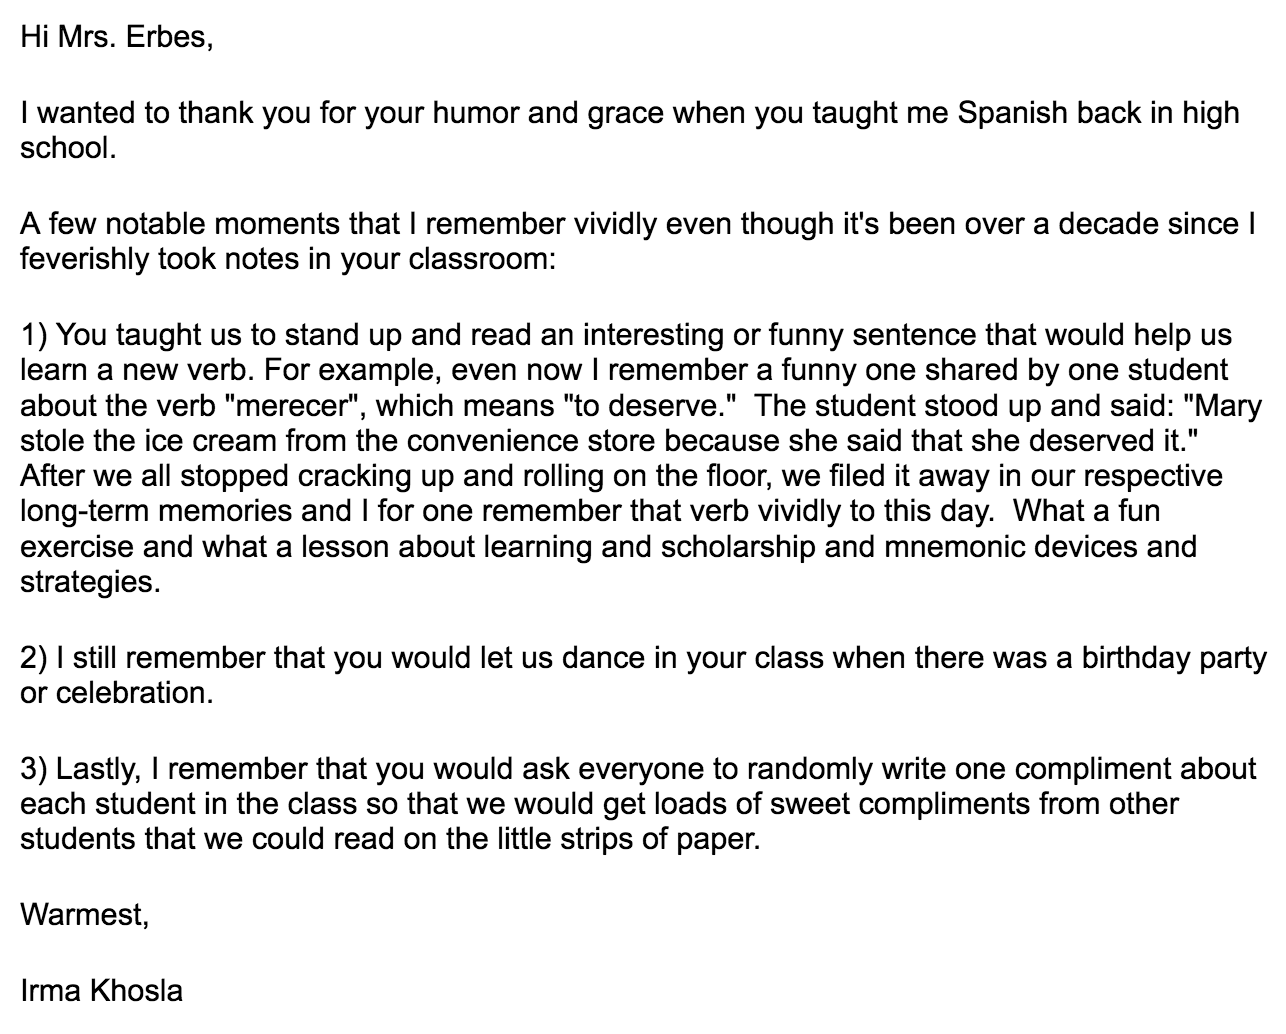 Hi Mrs. Erbes,
I wanted to thank you for your humor and grace when you taught me Spanish back in high
school.
A few notable moments that I remember vividly even though it's been over a decade since I
feverishly took notes in your classroom:
1) You taught us to stand up and read an interesting or funny sentence that would help us
learn a new verb. For example, even now I remember a funny one shared by one student
about the verb "merecer", which means "to deserve."  The student stood up and said: "Mary
stole the ice cream from the convenience store because she said that she deserved it."
After we all stopped cracking up and rolling on the floor, we filed it away in our respective
long-term memories and I for one remember that verb vividly to this day.  What a fun
exercise and what a lesson about learning and scholarship and mnemonic devices and
strategies.
2) I still remember that you would let us dance in your class when there was a birthday party
or celebration.
3) Lastly, I remember that you would ask everyone to randomly write one compliment about
each student in the class so that we would get loads of sweet compliments from other
students that we could read on the little strips of paper.
Warmest,
Irma Khosla